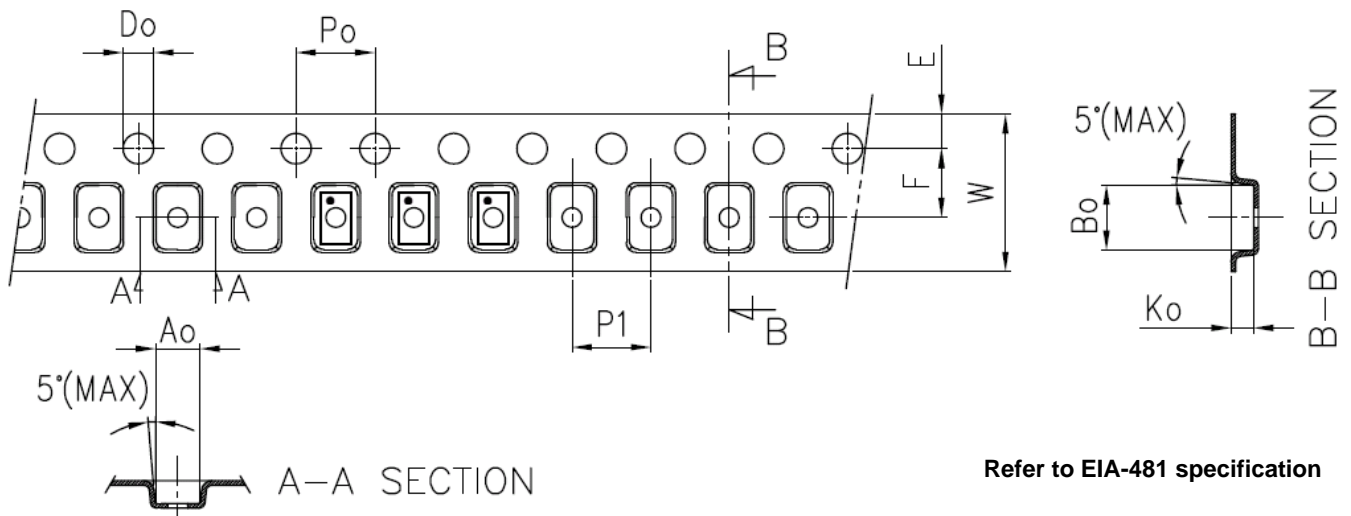 Do
Po
B
E
5°(MAX)
F
W
Bo
B-B SECTION
A
A
P1
B
Ko
Ao
5°(MAX)
A-A SECTION
Refer to EIA-481 specification